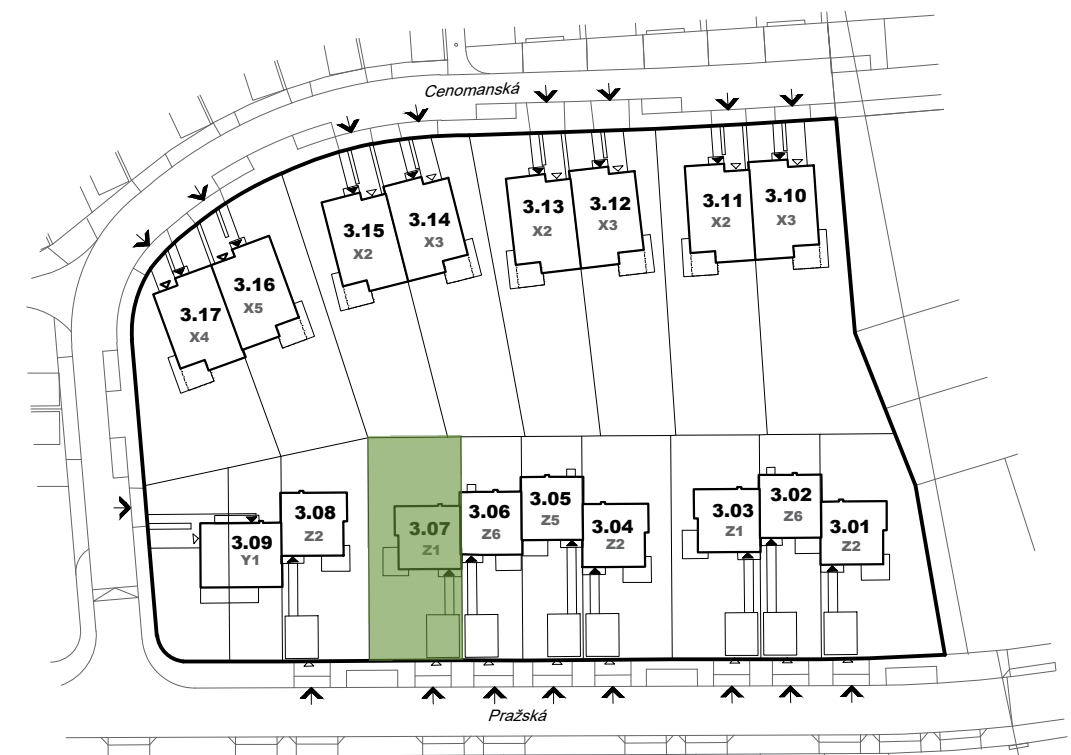 Cenomanská
3.15
X2
3.14
X3
3.13
X2
3.12
X3
3.11
X2
3.10
X3
3.17
X4
3.16
X5
3.09
Y1
3.08
Z2
3.07
Z1
3.06
Z6
3.05
Z5
3.04
Z2
3.03
Z1
3.02
Z6
3.01
Z2
Pražská